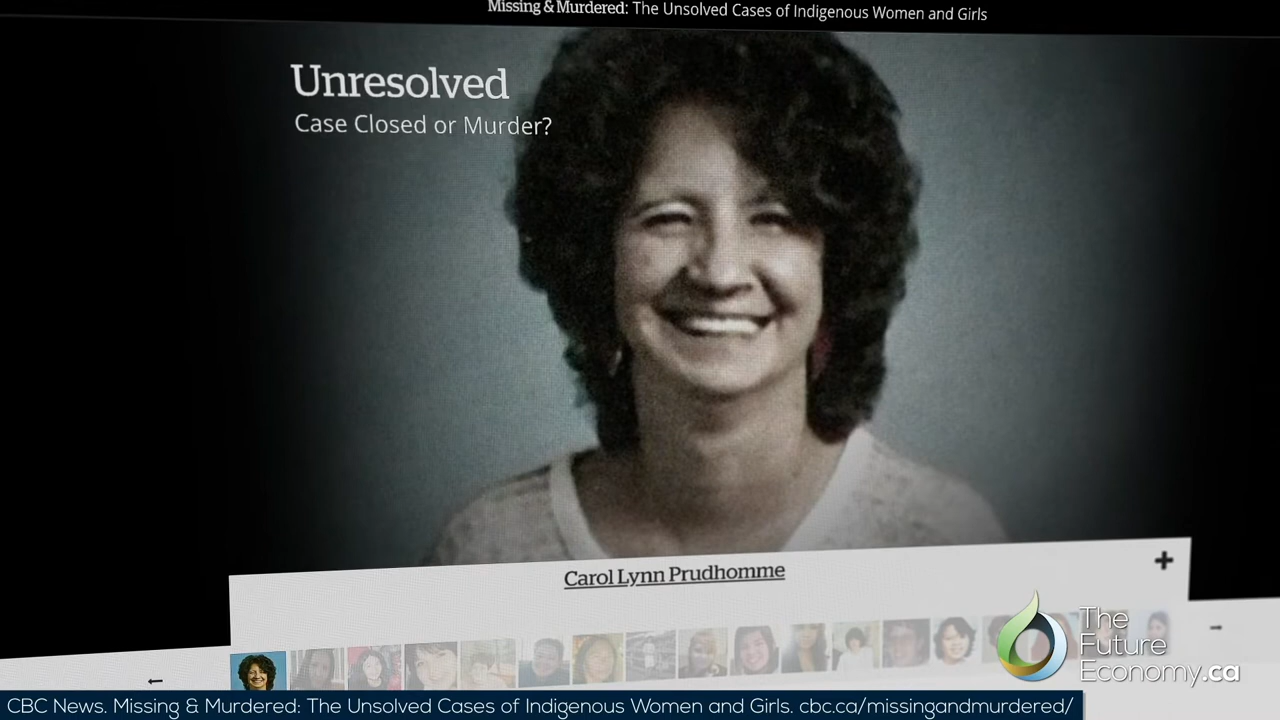 Missing & Murdered: The Unsolved Cases of Indigenous Women and Girls
Unresolved
Case Closed or Murder?
Carol Lynn Prudhomme
The
Future
Economy.ca
CBC News. Missing & Murdered: The Unsolved Cases of Indigenous Women and Girls. cbc.ca/missingandmurdered/